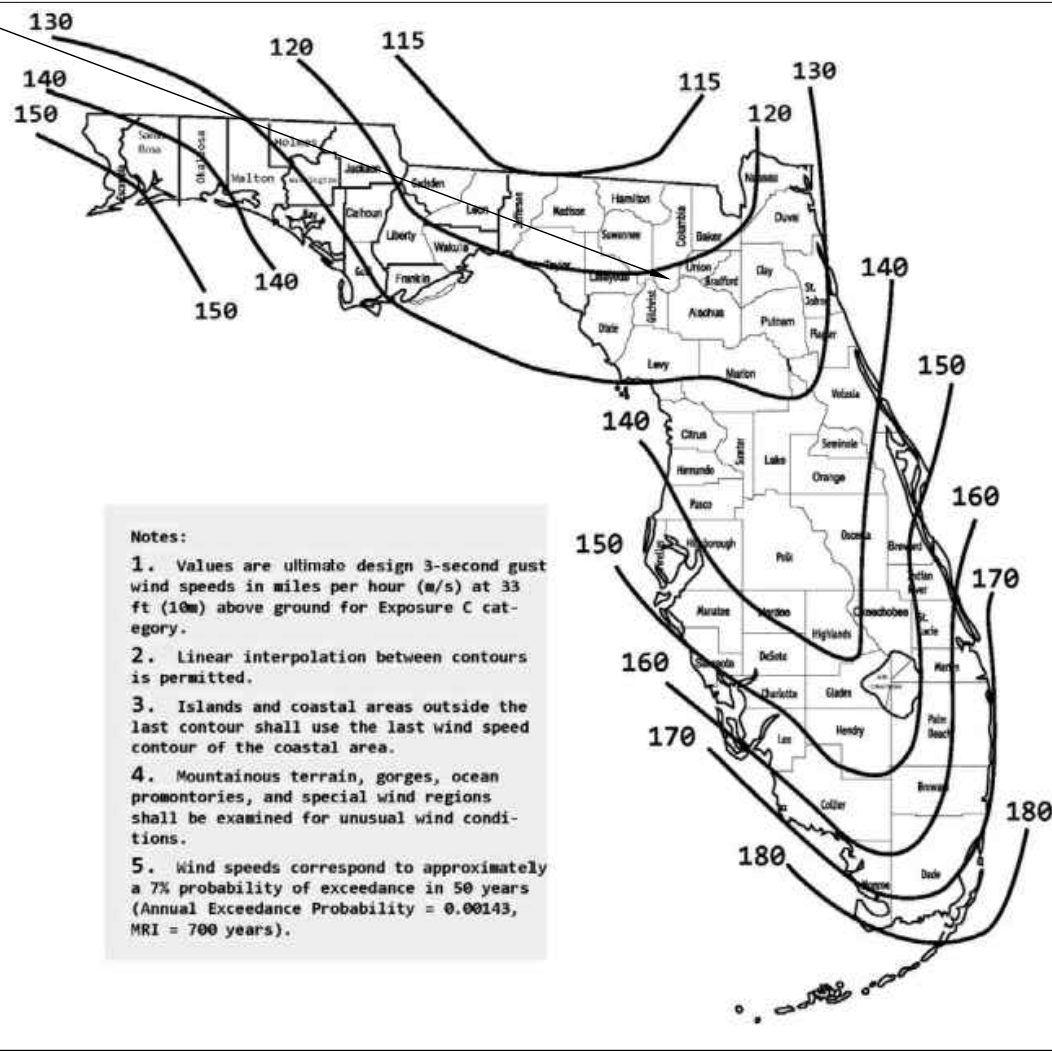 130
120
115
115
130
120
140
150
140
150
Santa
Rosa
Okaloosa
Walton
Holmes
Washington
Bay
Jackson
Calhoun
Gulf
Liberty
Gadsden
Leon
Wakulla
Franklin
Jefferson
Madison
Taylor
Hamilton
Suwannee
Lafayette
Dixie
Columbia
Gilchrist
Baker
Union
Bradford
Alachua
Nassau
Duval
Clay
St.
Johns
Putnam
Flagler
Levy
Marion
140
150
160
170
180
140
150
160
170
180
Volusia
Citrus
Sumter
Lake
Seminole
Orange
Hernando
Pasco
Hillsborough
Polk
Osceola
Brevard
Indian
River
Manatee
Hardee
Highlands
Okeechobee
St.
Lucie
Sarasota
DeSoto
Martin
Charlotte
Glades
Lee
Hendry
Palm
Beach
Collier
Broward
Monroe
Dade
Notes:
1. Values are ultimate design 3-second gust
wind speeds in miles per hour (m/s) at 33
ft (10m) above ground for Exposure C cat-
egory.
2. Linear interpolation between contours
is permitted.
3. Islands and coastal areas outside the
last contour shall use the last wind speed
contour of the coastal area.
4. Mountainous terrain, gorges, ocean
promontories, and special wind regions
shall be examined for unusual wind condi-
tions.
5. Wind speeds correspond to approximately
a 7% probability of exceedance in 50 years
(Annual Exceedance Probability = 0.00143,
MRI = 700 years).